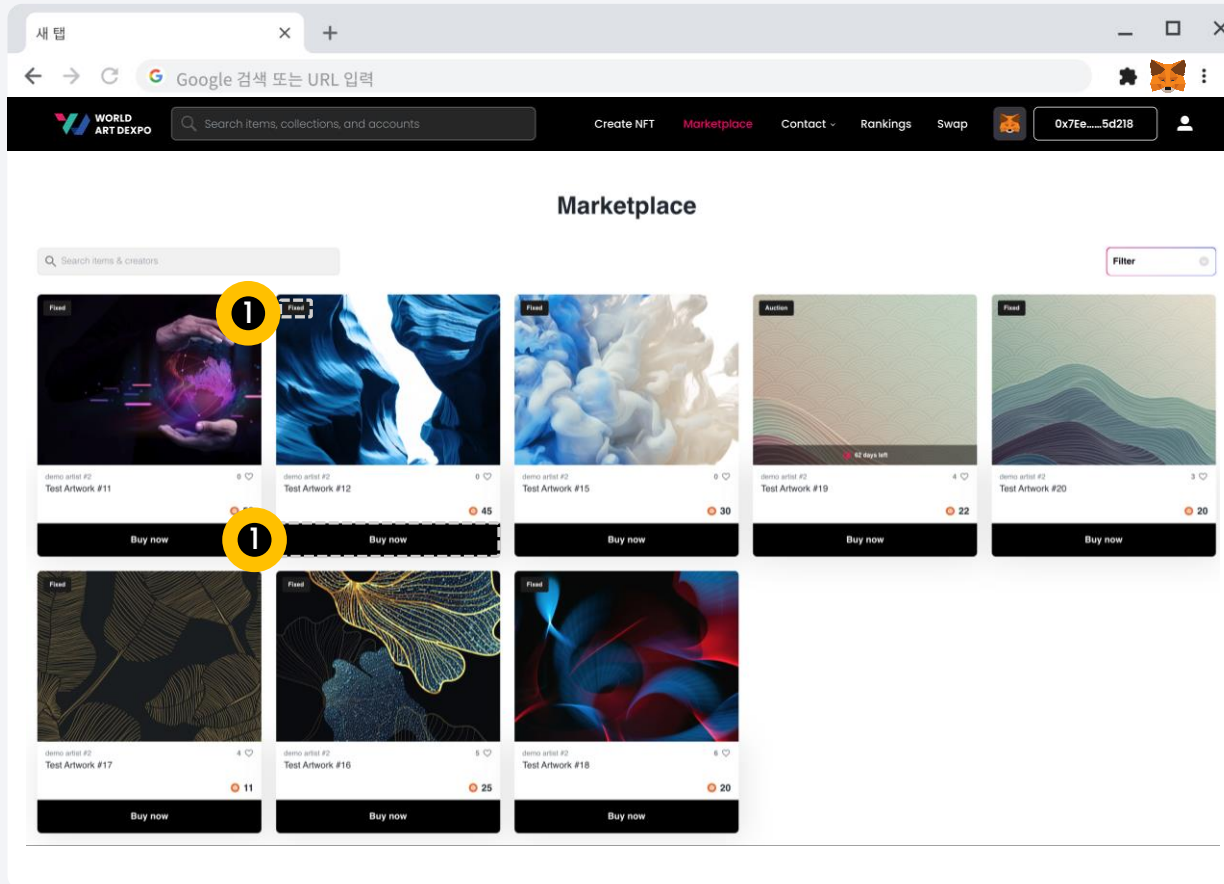 새 탭
Google 검색 또는 URL 입력
WORLD
ART DEXPO
Search items, collections, and accounts
Create NFT
Marketplace
Contact
Rankings
Swap
0x7Ee......5d218
Marketplace
Search items & creators
Filter
Fixed
1
Fixed
Fixed
Auction
Fixed
62 days left
demo artist #2 0
Test Artwork #11
demo artist #2 0
Test Artwork #12
45
demo artist #2 0
Test Artwork #15
30
demo artist #2 4
Test Artwork #19
22
demo artist #2 3
Test Artwork #20
20
Buy now
1
Buy now
Buy now
Buy now
Buy now
Fixed
Fixed
Fixed
demo artist #2 4
Test Artwork #17
11
demo artist #2 5
Test Artwork #16
25
demo artist #2 6
Test Artwork #18
20
Buy now
Buy now
Buy now